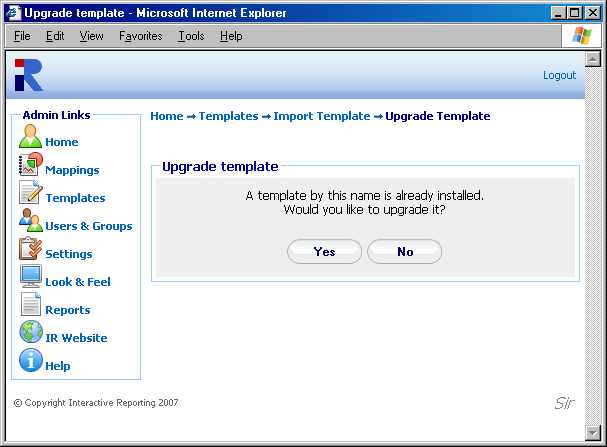 Upgrade template - Microsoft Internet Explorer
File Edit View Favorites Tools Help
R
Logout
Admin Links
Home → Templates → Import Template → Upgrade Template
Home
Mappings
Templates
Users & Groups
Settings
Look & Feel
Reports
IR Website
Help
Upgrade template
A template by this name is already installed.
Would you like to upgrade it?
Yes No
© Copyright Interactive Reporting 2007
Sir